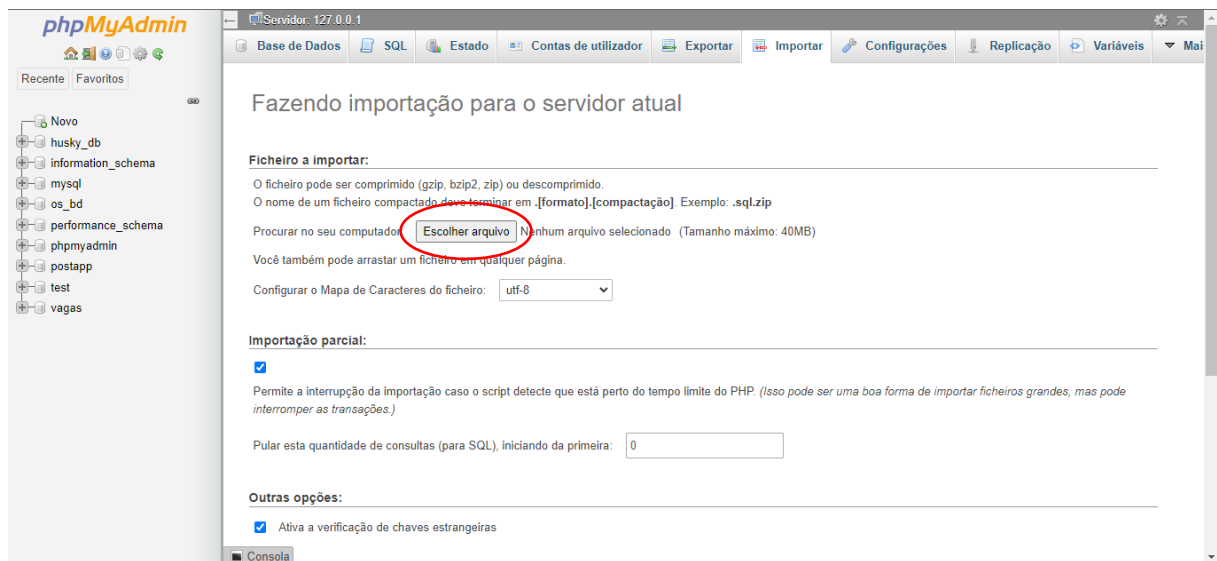 phpMyAdmin
Recente Favoritos
Novo
husky_db
information_schema
mysql
os_bd
performance_schema
phpmyadmin
postapp
test
vagas
Servidor: 127.0.0.1
Base de Dados SQL Estado Contas de utilizador Exportar Importar Configurações Replicação Variáveis Mai
Fazendo importação para o servidor atual
Ficheiro a importar:
O ficheiro pode ser comprimido (gzip, bzip2, zip) ou descomprimido.
O nome de um ficheiro compactado deve terminar em .[formato].[compactação]. Exemplo: .sql.zip
Procurar no seu computador Escolher arquivo Nenhum arquivo selecionado (Tamanho máximo: 40MB)
Você também pode arrastar um ficheiro em qualquer página.
Configurar o Mapa de Caracteres do ficheiro: utf-8
Importação parcial:
Permite a interrupção da importação caso o script detecte que está perto do tempo limite do PHP. (Isso pode ser uma boa forma de importar ficheiros grandes, mas pode
interromper as transações.)
Pular esta quantidade de consultas (para SQL), iniciando da primeira: 0
Outras opções:
Ativa a verificação de chaves estrangeiras
Consola